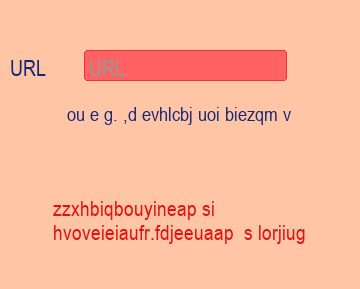 URL URL
ou e g. ,d evhlcbj uoi biezqm v
zzxhbiqbouyineap si
hvoveieiaufr.fdjeeuaap  s lorjiug